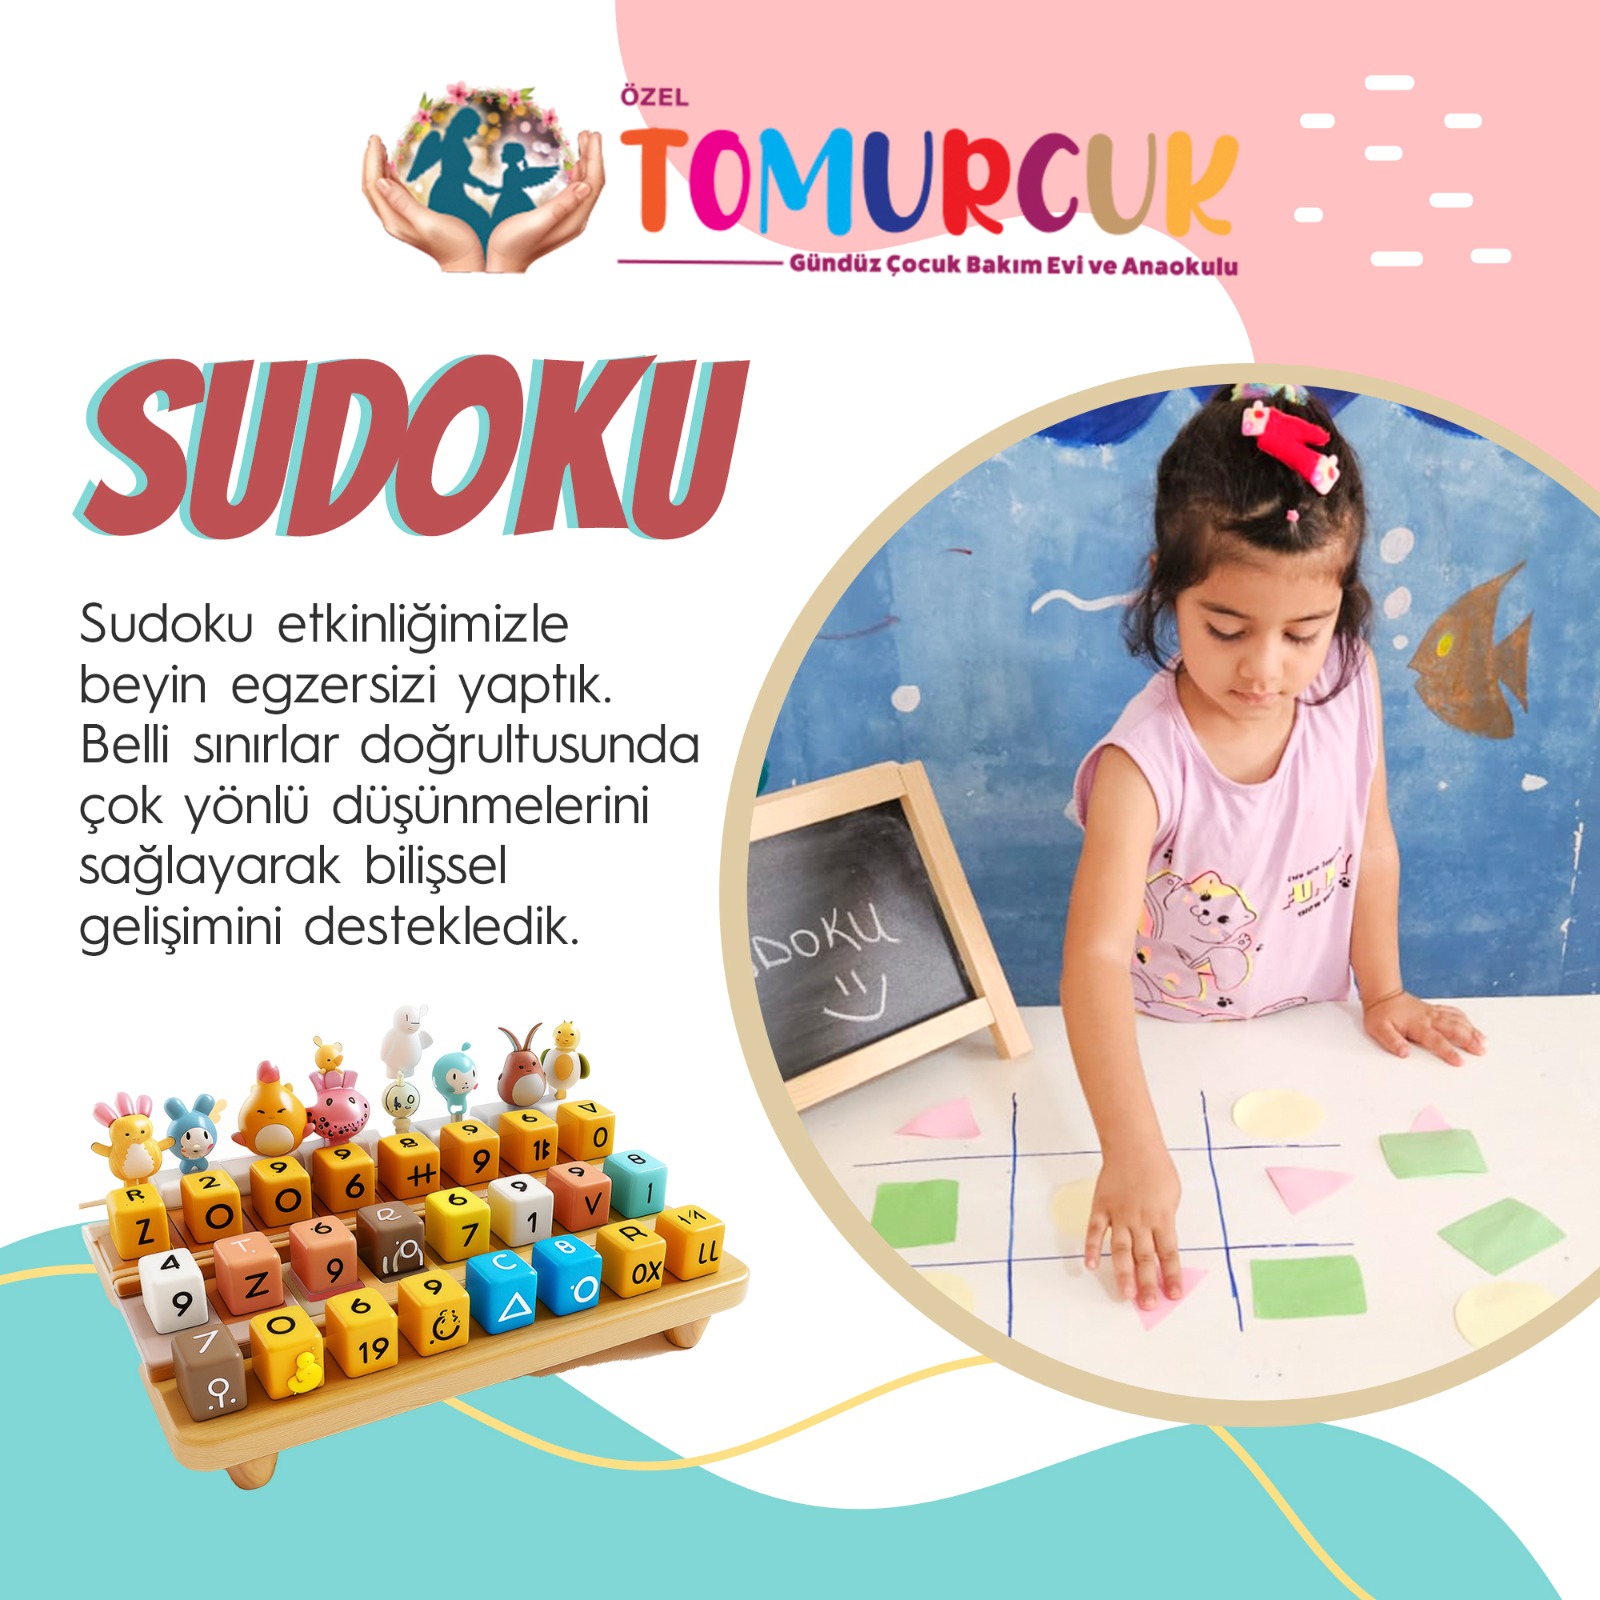 ÖZEL
TOMURCUK
Gündüz Çocuk Bakım Evi ve Anaokulu
SUDOKU
Sudoku etkinliğimizle
beyin egzersizi yaptık.
Belli sınırlar doğrultusunda
çok yönlü düşünmelerini
sağlayarak bilişsel
gelişimini destekledik.
DOKU